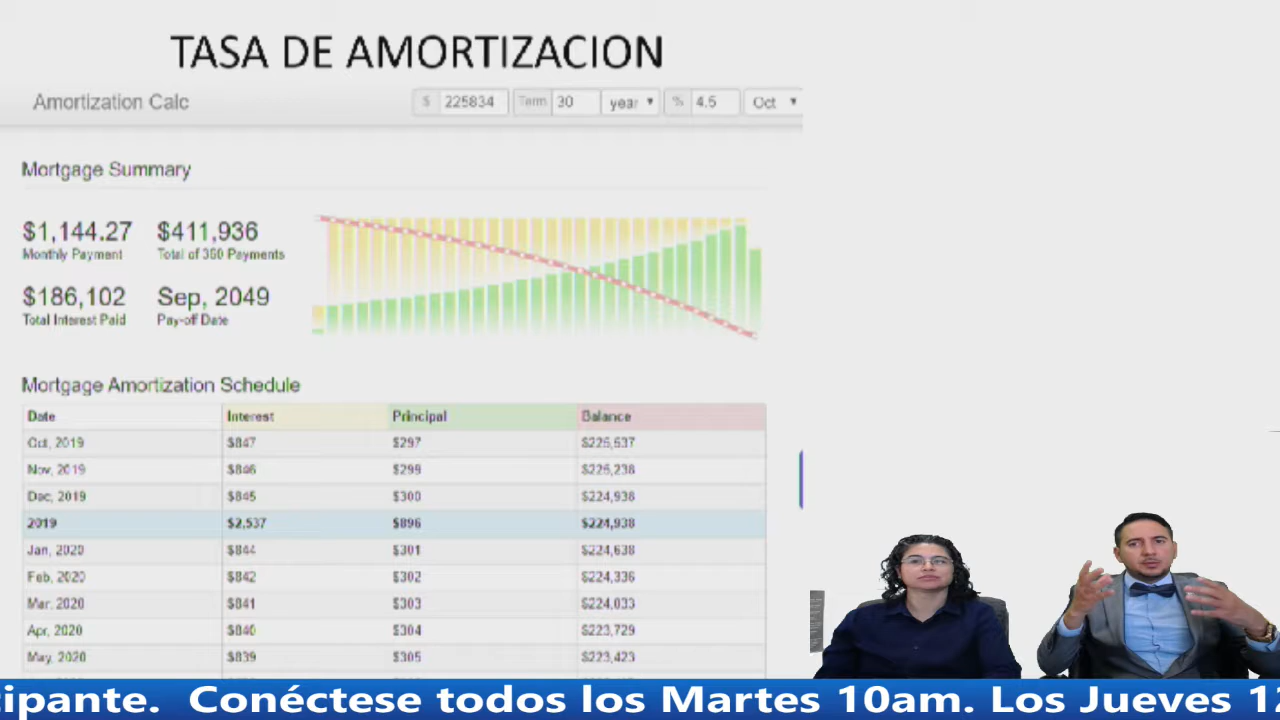 TASA DE AMORTIZACION
Amortization Calc $ 225834 Term 30 year % 4.5 Oct
Mortgage Summary
$1,144.27 $411,936
Monthly Payment Total of 360 Payments
$186,102 Sep, 2049
Total Interest Paid Pay-off Date
Mortgage Amortization Schedule
Date Interest Principal Balance
Oct, 2019 $847 $297 $225,537
Nov, 2019 $846 $299 $225,238
Dec, 2019 $845 $300 $224,938
2019 $2,537 $896 $224,938
Jan, 2020 $844 $301 $224,638
Feb, 2020 $842 $302 $224,336
Mar, 2020 $841 $303 $224,033
Apr, 2020 $840 $304 $223,729
May, 2020 $839 $305 $223,423
cipante. Conéctese todos los Martes 10am. Los Jueves 12